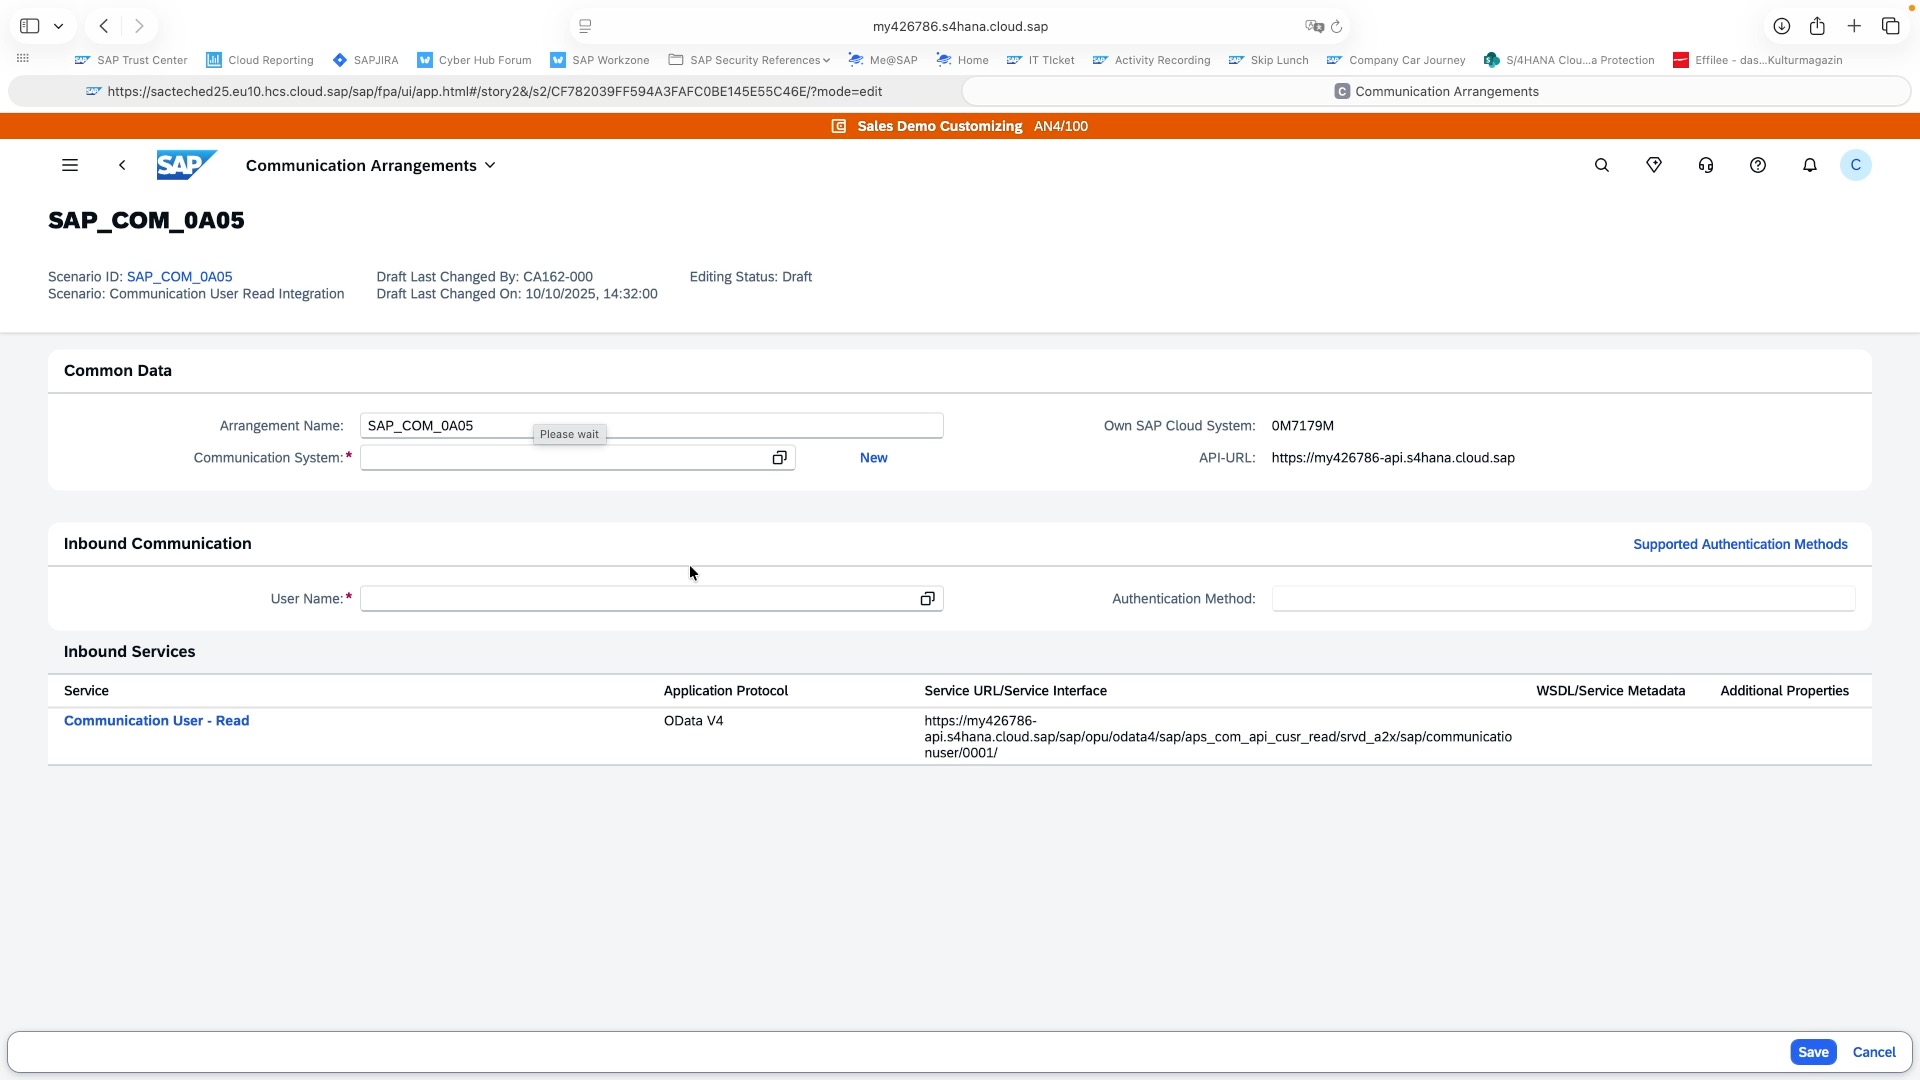 my426786.s4hana.cloud.sap
SAP Trust Center
Cloud Reporting
SAPJIRA
Cyber Hub Forum
SAP Workzone
SAP Security References
Me@SAP
Home
IT TIcket
Activity Recording
Skip Lunch
Company Car Journey
S/4HANA Clou...a Protection
Effilee - das...Kulturmagazin
https://sacteched25.eu10.hcs.cloud.sap/sap/fpa/ui/app.html#/story2&/s2/CF782039FF594A3FAFC0BE145E55C46E/?mode=edit
C Communication Arrangements
Sales Demo Customizing AN4/100
SAP
Communication Arrangements
C
SAP_COM_0A05
Scenario ID: SAP_COM_0A05
Scenario: Communication User Read Integration
Draft Last Changed By: CA162-000
Draft Last Changed On: 10/10/2025, 14:32:00
Editing Status: Draft
Common Data
Arrangement Name: SAP_COM_0A05
Please wait
Communication System:*
New
Own SAP Cloud System: 0M7179M
API-URL: https://my426786-api.s4hana.cloud.sap
Inbound Communication
Supported Authentication Methods
User Name:*
Authentication Method:
Inbound Services
Service
Application Protocol
Service URL/Service Interface
WSDL/Service Metadata
Additional Properties
Communication User - Read
OData V4
https://my426786-
api.s4hana.cloud.sap/sap/opu/odata4/sap/aps_com_api_cusr_read/srvd_a2x/sap/communicatio
nuser/0001/
Save
Cancel